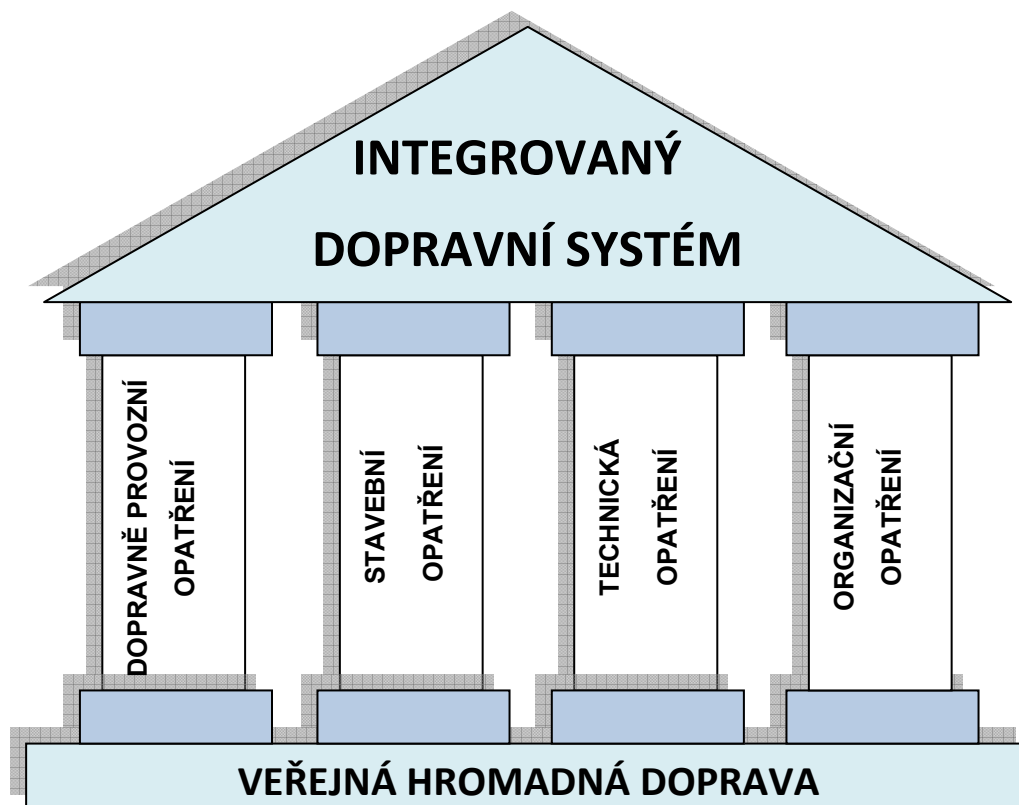 INTEGROVANÝ
DOPRAVNÍ SYSTÉM
DOPRAVNĚ PROVOZNÍ
OPATŘENÍ
STAVEBNÍ
OPATŘENÍ
TECHNICKÁ
OPATŘENÍ
ORGANIZAČNÍ
OPATŘENÍ
VEŘEJNÁ HROMADNÁ DOPRAVA